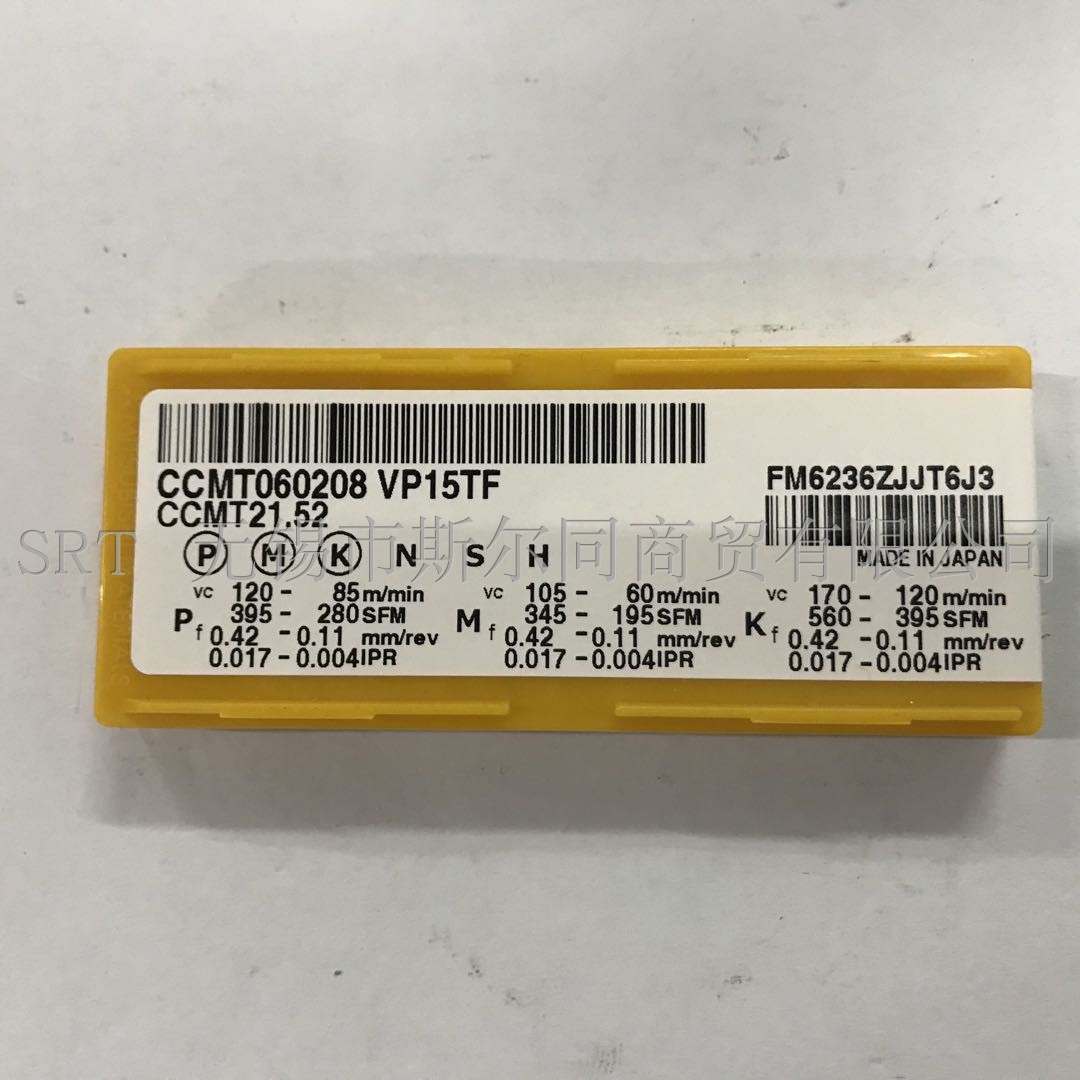 CCMT060208 VP15TF
CCMT21.52
FM6236ZJJT6J3
MADE IN JAPAN
SRT 无锡市斯尔同商贸有限公司
P M K N S H
P vc 120 - 85 m/min
395 - 280 SFM
f 0.42 - 0.11 mm/rev
0.017 - 0.004 IPR
M vc 105 - 60 m/min
345 - 195 SFM
f 0.42 - 0.11 mm/rev
0.017 - 0.004 IPR
K vc 170 - 120 m/min
560 - 395 SFM
f 0.42 - 0.11 mm/rev
0.017 - 0.004 IPR